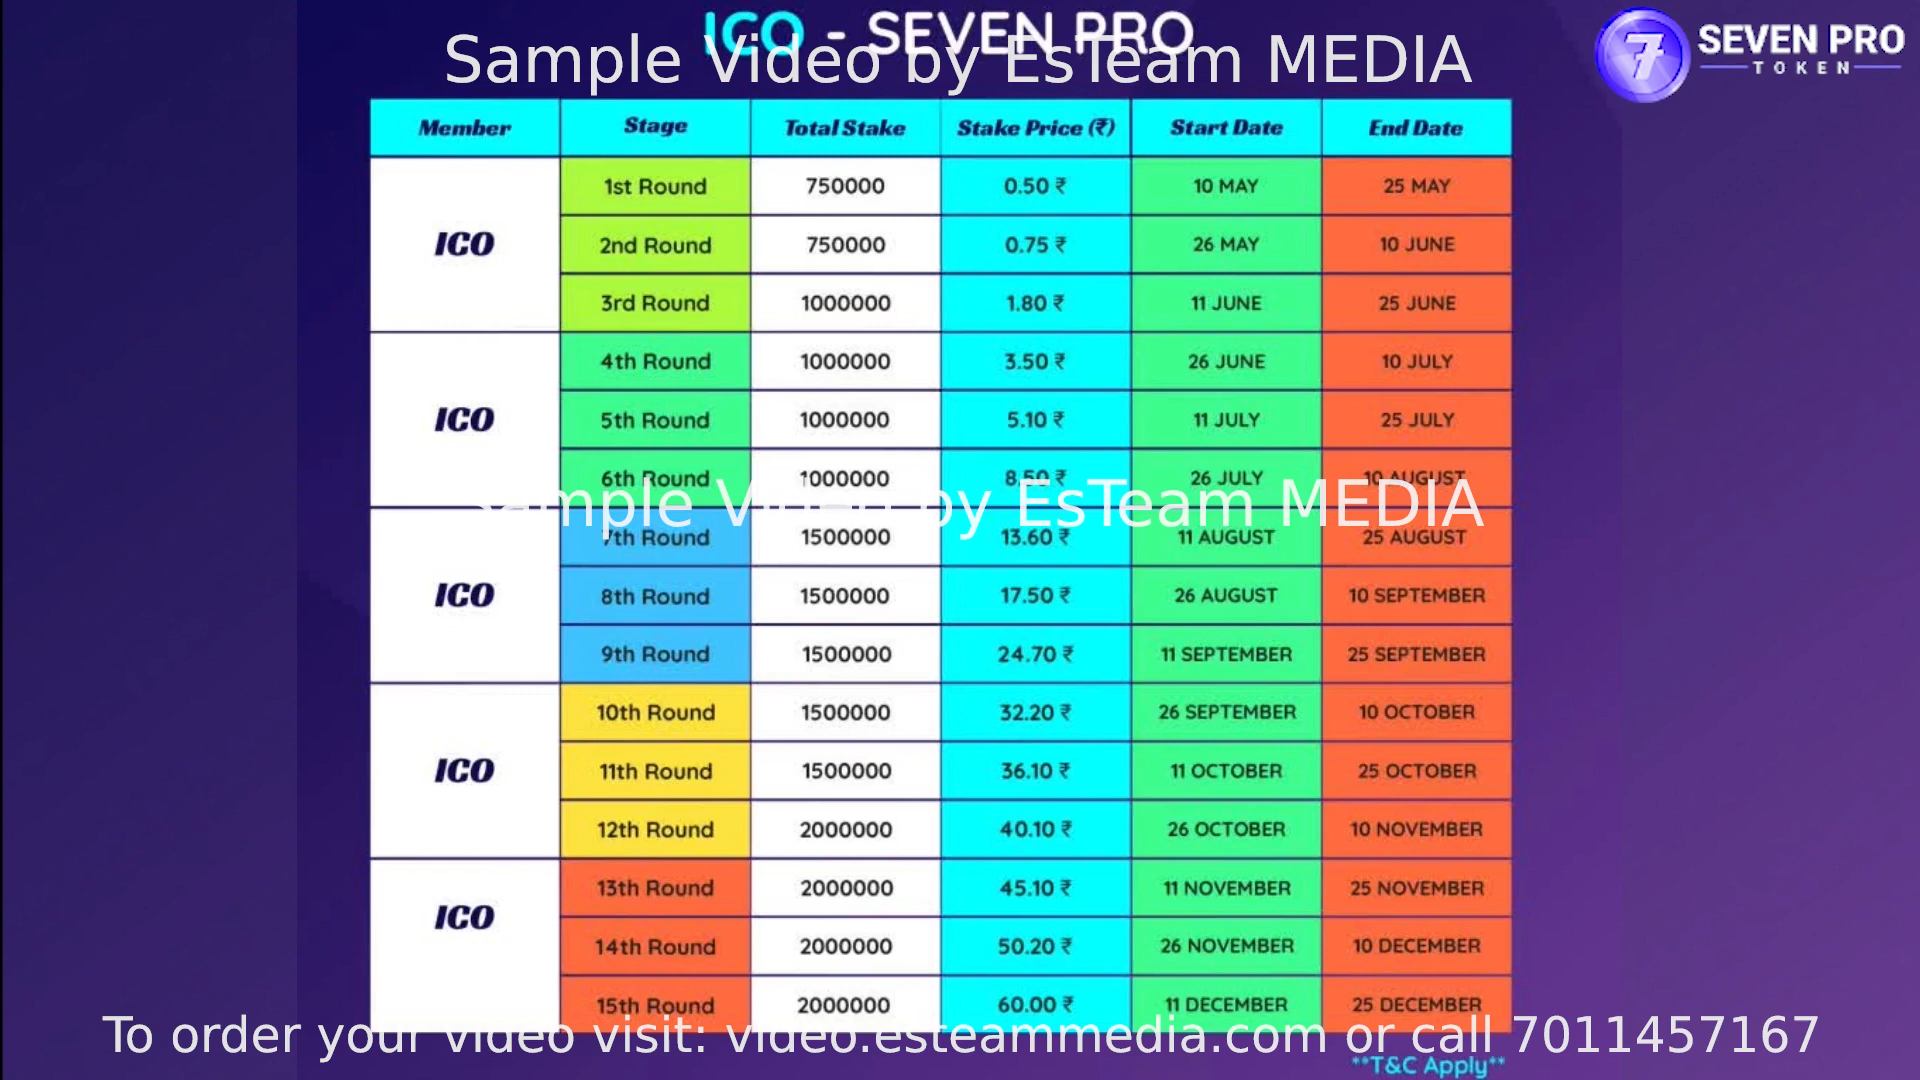 ICO - SEVEN PRO
Sample Video by EsTeam MEDIA
SEVEN PRO
TOKEN
7
Member Stage Total Stake Stake Price (₹) Start Date End Date
ICO
1st Round 750000 0.50 ₹ 10 MAY 25 MAY
2nd Round 750000 0.75 ₹ 26 MAY 10 JUNE
3rd Round 1000000 1.80 ₹ 11 JUNE 25 JUNE
ICO
4th Round 1000000 3.50 ₹ 26 JUNE 10 JULY
5th Round 1000000 5.10 ₹ 11 JULY 25 JULY
6th Round 1000000 8.50 ₹ 26 JULY 10 AUGUST
Sample Video by EsTeam MEDIA
ICO
7th Round 1500000 13.60 ₹ 11 AUGUST 25 AUGUST
8th Round 1500000 17.50 ₹ 26 AUGUST 10 SEPTEMBER
9th Round 1500000 24.70 ₹ 11 SEPTEMBER 25 SEPTEMBER
ICO
10th Round 1500000 32.20 ₹ 26 SEPTEMBER 10 OCTOBER
11th Round 1500000 36.10 ₹ 11 OCTOBER 25 OCTOBER
12th Round 2000000 40.10 ₹ 26 OCTOBER 10 NOVEMBER
ICO
13th Round 2000000 45.10 ₹ 11 NOVEMBER 25 NOVEMBER
14th Round 2000000 50.20 ₹ 26 NOVEMBER 10 DECEMBER
15th Round 2000000 60.00 ₹ 11 DECEMBER 25 DECEMBER
To order your video visit: video.esteammedia.com or call 7011457167
**T&C Apply**